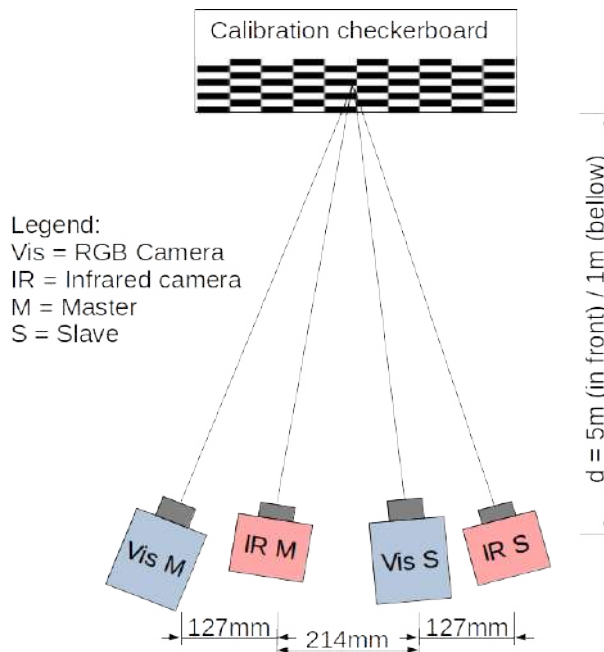 Calibration checkerboard
Legend:
Vis = RGB Camera
IR = Infrared camera
M = Master
S = Slave
d = 5m (in front) / 1m (bellow)
Vis M
IR M
Vis S
IR S
127mm
214mm
127mm